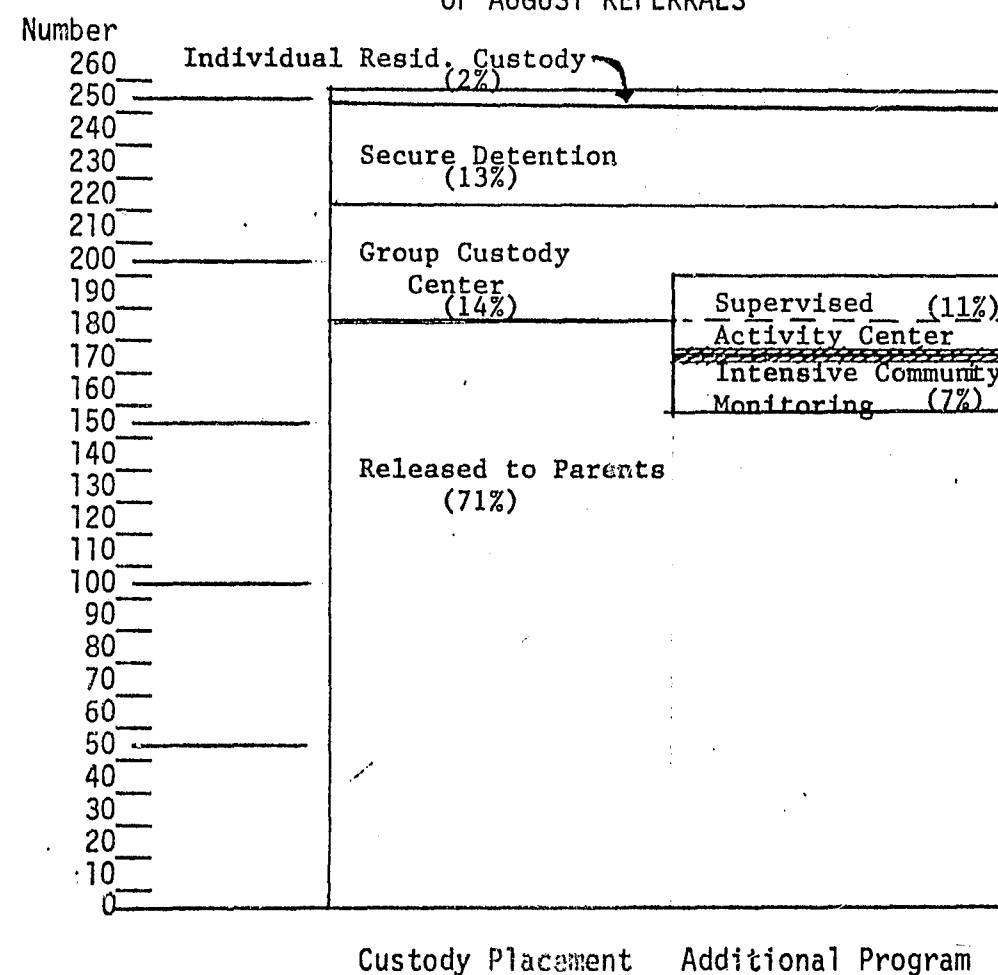 OF AUGUST REFERRALS
Number
260
250
240
230
220
210
200
190
180
170
160
150
140
130
120
110
100
90
80
70
60
50
40
30
20
10
0
Individual Resid. Custody
(2%)
Secure Detention
(13%)
Group Custody
Center
(14%)
Supervised (11%)
Activity Center
Intensive Community
Monitoring (7%)
Released to Parents
(71%)
Custody Placement Additional Program